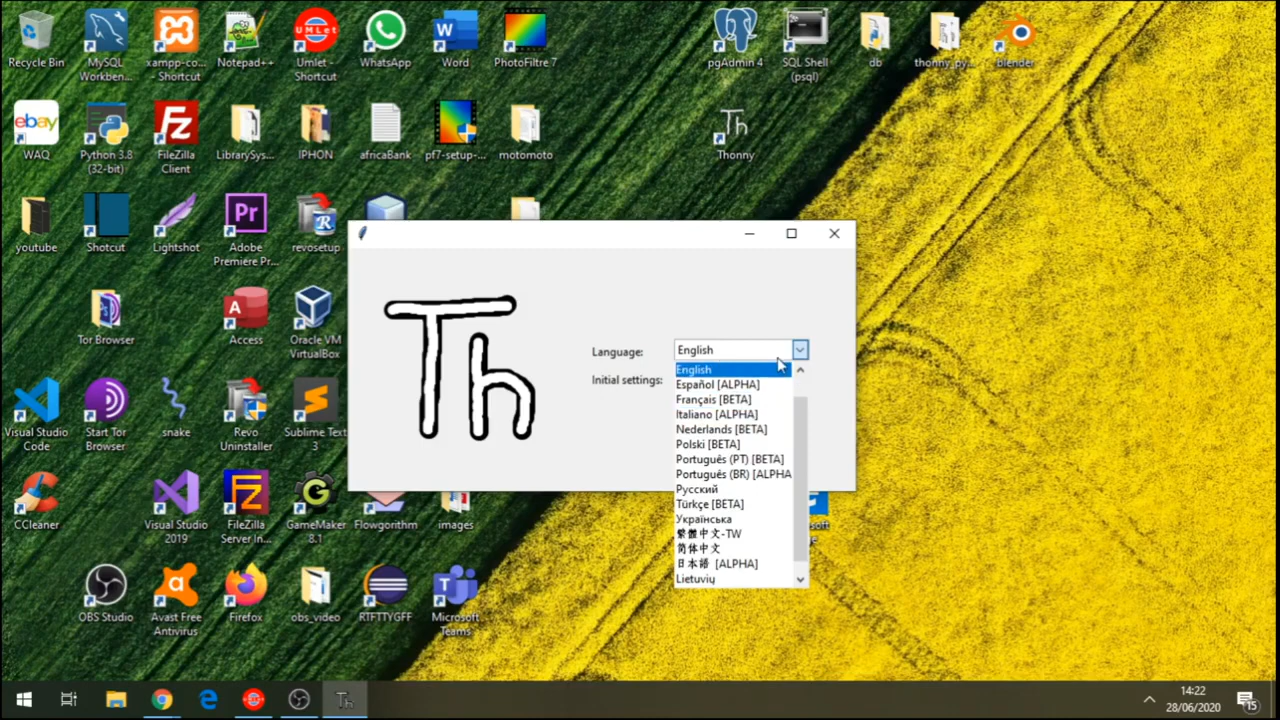 Recycle Bin
MySQL Workben...
xampp-co... - Shortcut
Notepad++
Umlet - Shortcut
WhatsApp
Word
PhotoFiltre 7
pgAdmin 4
SQL Shell (psql)
db
thonny_py...
blender
WAQ
Python 3.8 (32-bit)
FileZilla Client
LibrarySys...
IPHON
africaBank
pf7-setup-...
motomoto
Th
Thonny
youtube
Shotcut
Lightshot
Adobe Premiere Pr...
revosetup
Tor Browser
Access
Oracle VM VirtualBox
Th
Language:
English
Initial settings:
English
Español [ALPHA]
Français [BETA]
Italiano [ALPHA]
Nederlands [BETA]
Polski [BETA]
Português (PT) [BETA]
Português (BR) [ALPHA
Русский
Türkçe [BETA]
Українська
繁體中文-TW
简体中文
日本語 [ALPHA]
Lietuvių
Visual Studio Code
Start Tor Browser
snake
Revo Uninstaller
Sublime Text 3
CCleaner
Visual Studio 2019
FileZilla Server In...
GameMaker 8.1
Flowgorithm
images
OBS Studio
Avast Free Antivirus
Firefox
obs_video
RTFTTYGFF
Microsoft Teams
14:22
28/06/2020
15